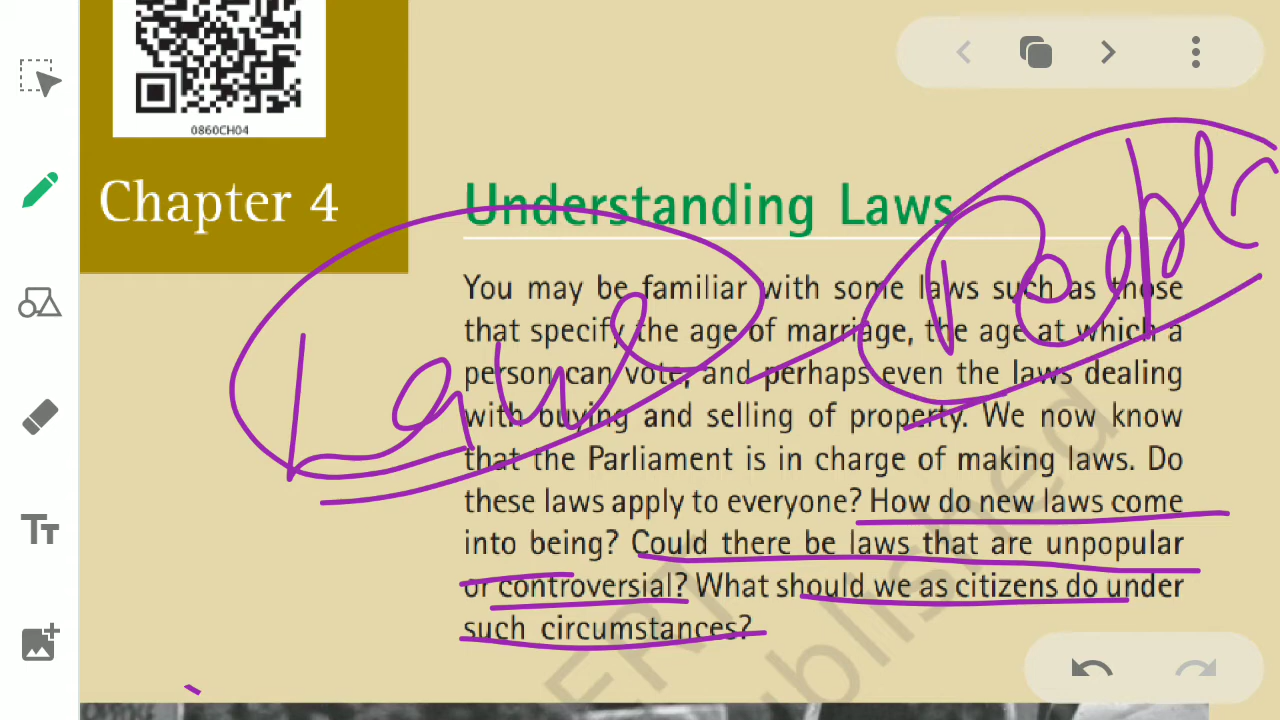 0860CH04
Chapter 4
Understanding Laws
You may be familiar with some laws such as those
that specify the age of marriage, the age at which a
person can vote, and perhaps even the laws dealing
with buying and selling of property. We now know
that the Parliament is in charge of making laws. Do
these laws apply to everyone? How do new laws come
into being? Could there be laws that are unpopular
or controversial? What should we as citizens do under
such circumstances?
Law
Tт